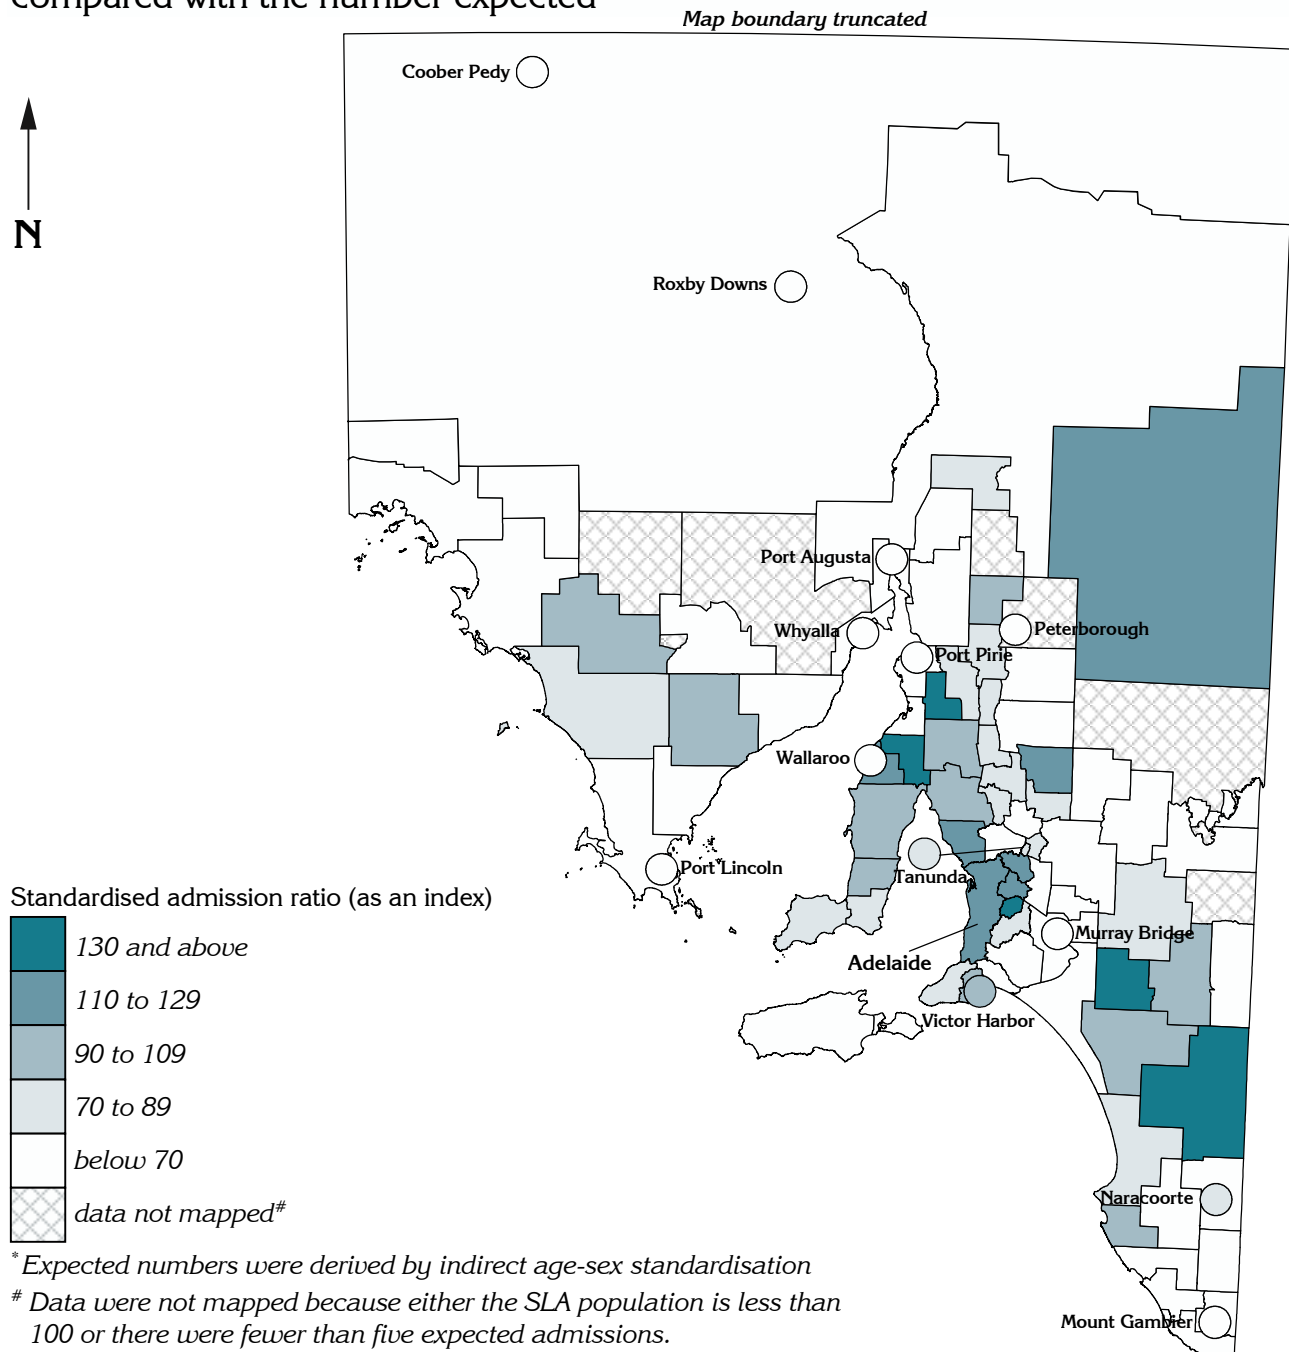 compared with the number expected
Map boundary truncated
Coober Pedy
N
Roxby Downs
Port Augusta
Whyalla
Peterborough
Port Pirie
Wallaroo
Port Lincoln
Tanunda
Standardised admission ratio (as an index)
130 and above
Murray Bridge
Adelaide
110 to 129
Victor Harbor
90 to 109
70 to 89
below 70
Naracoorte
data not mapped#
* Expected numbers were derived by indirect age-sex standardisation
# Data were not mapped because either the SLA population is less than
100 or there were fewer than five expected admissions.
Mount Gambier